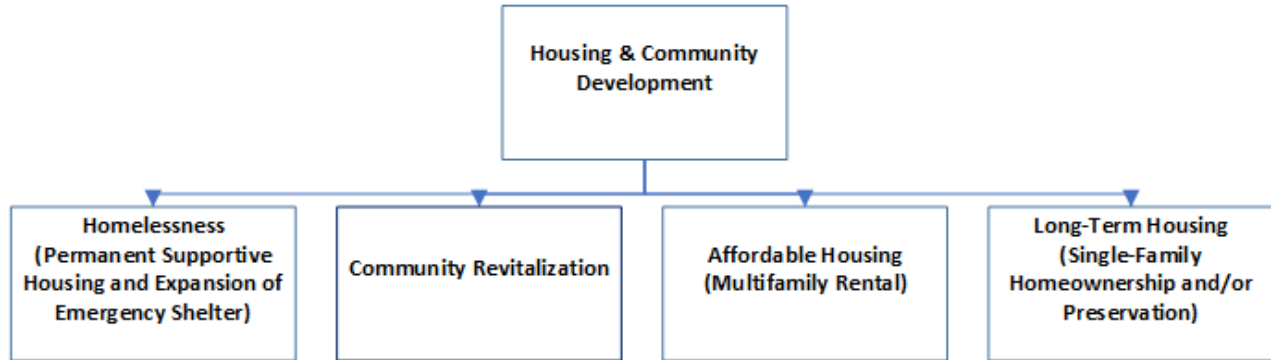 Housing & Community
Development
Homelessness
(Permanent Supportive
Housing and Expansion of
Emergency Shelter)
Community Revitalization
Affordable Housing
(Multifamily Rental)
Long-Term Housing
(Single-Family
Homeownership and/or
Preservation)